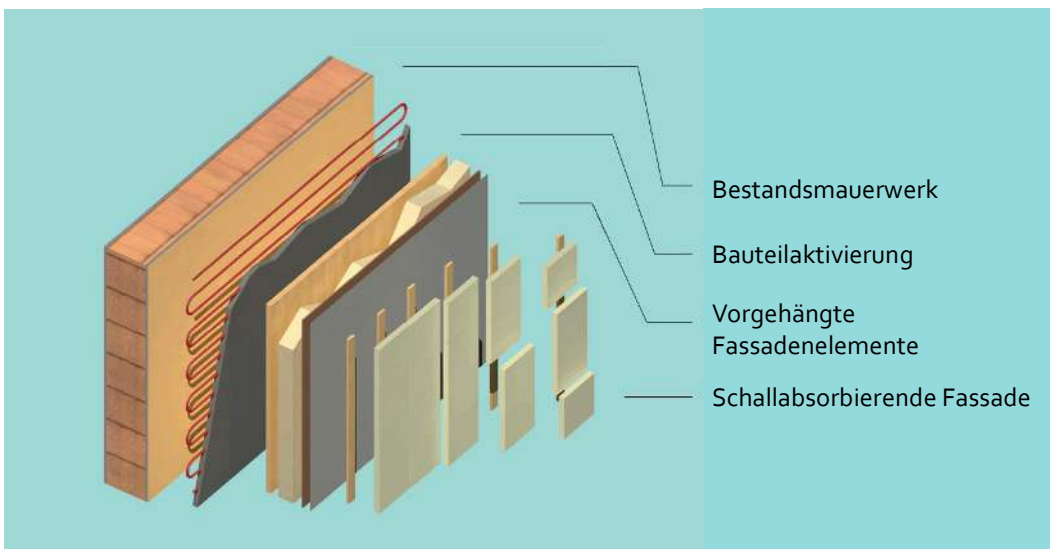 Bestandsmauerwerk
Bauteilaktivierung
Vorgehängte
Fassadenelemente
Schallabsorbierende Fassade